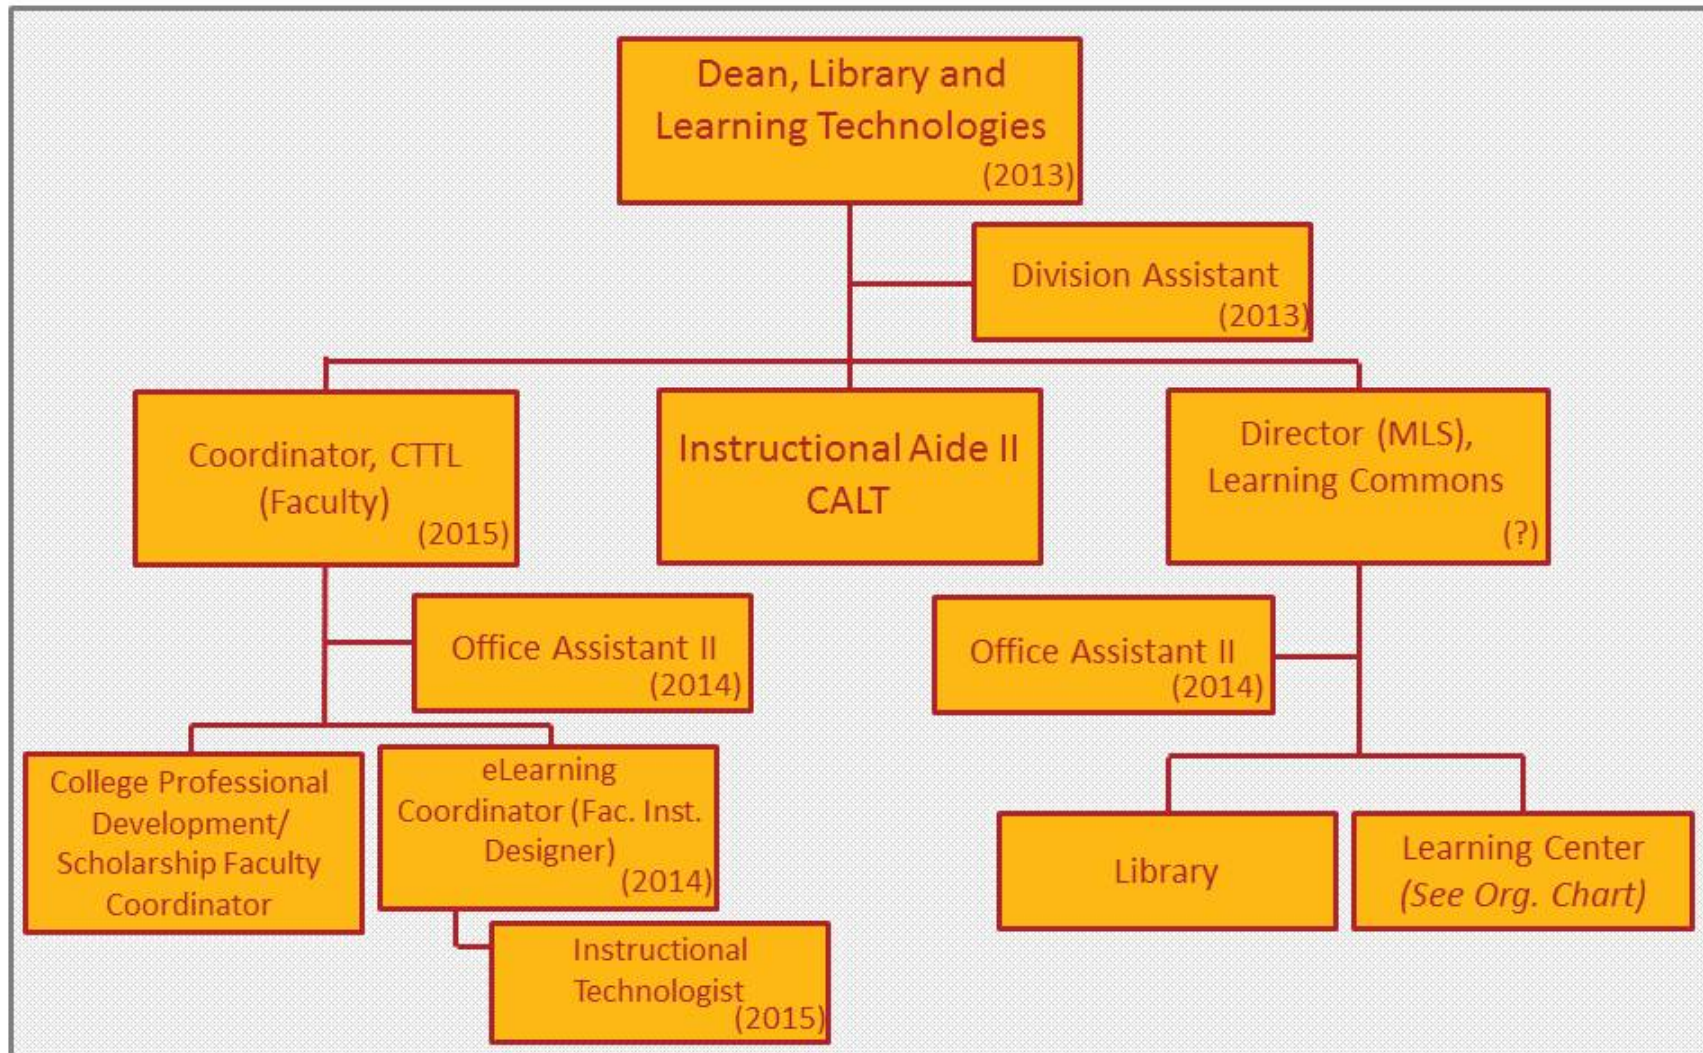 Dean, Library and
Learning Technologies
(2013)
Division Assistant
(2013)
Coordinator, CTTL
(Faculty)
(2015)
Instructional Aide II
CALT
Director (MLS),
Learning Commons
(?)
Office Assistant II
(2014)
Office Assistant II
(2014)
College Professional
Development/
Scholarship Faculty
Coordinator
eLearning
Coordinator (Fac. Inst.
Designer)
(2014)
Instructional
Technologist
(2015)
Library
Learning Center
(See Org. Chart)